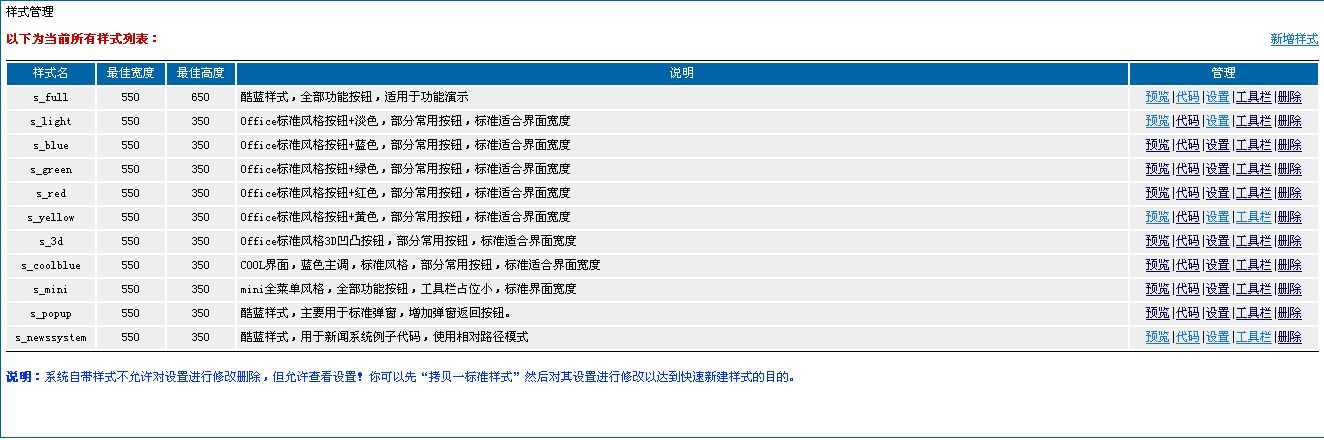 样式管理
以下为当前所有样式列表： 新增样式
样式名 最佳宽度 最佳高度 说明 管理
s_full 550 650 酷蓝样式，全部功能按钮，适用于功能演示 预览|代码|设置|工具栏|删除
s_light 550 350 Office标准风格按钮+淡色，部分常用按钮，标准适合界面宽度 预览|代码|设置|工具栏|删除
s_blue 550 350 Office标准风格按钮+蓝色，部分常用按钮，标准适合界面宽度 预览|代码|设置|工具栏|删除
s_green 550 350 Office标准风格按钮+绿色，部分常用按钮，标准适合界面宽度 预览|代码|设置|工具栏|删除
s_red 550 350 Office标准风格按钮+红色，部分常用按钮，标准适合界面宽度 预览|代码|设置|工具栏|删除
s_yellow 550 350 Office标准风格按钮+黄色，部分常用按钮，标准适合界面宽度 预览|代码|设置|工具栏|删除
s_3d 550 350 Office标准风格3D凹凸按钮，部分常用按钮，标准适合界面宽度 预览|代码|设置|工具栏|删除
s_coolblue 550 350 COOL界面，蓝色主调，标准风格，部分常用按钮，标准适合界面宽度 预览|代码|设置|工具栏|删除
s_mini 550 350 mini全菜单风格，全部功能按钮，工具栏占位小，标准界面宽度 预览|代码|设置|工具栏|删除
s_popup 550 350 酷蓝样式，主要用于标准弹窗，增加弹窗返回按钮。 预览|代码|设置|工具栏|删除
s_newssystem 550 350 酷蓝样式，用于新闻系统例子代码，使用相对路径模式 预览|代码|设置|工具栏|删除
说明：系统自带样式不允许对设置进行修改删除，但允许查看设置！你可以先“拷贝一标准样式”然后对其设置进行修改以达到快速新建样式的目的。